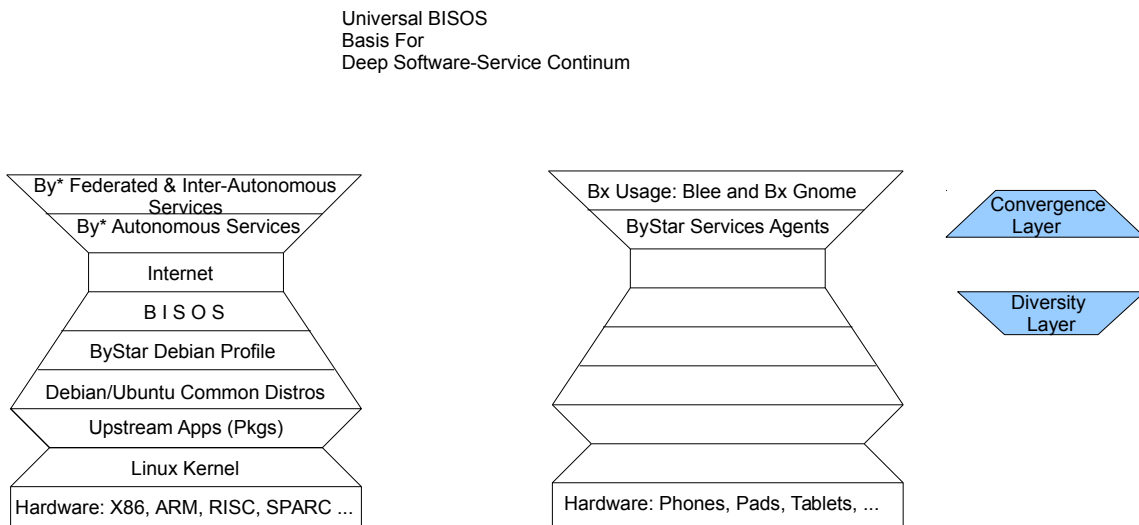 Universal BISOS
Basis For
Deep Software-Service Continum
By* Federated & Inter-Autonomous
Services
By* Autonomous Services
Internet
B I S O S
ByStar Debian Profile
Debian/Ubuntu Common Distros
Upstream Apps (Pkgs)
Linux Kernel
Hardware: X86, ARM, RISC, SPARC ...
Bx Usage: Blee and Bx Gnome
ByStar Services Agents
Hardware: Phones, Pads, Tablets, ...
Convergence
Layer
Diversity
Layer